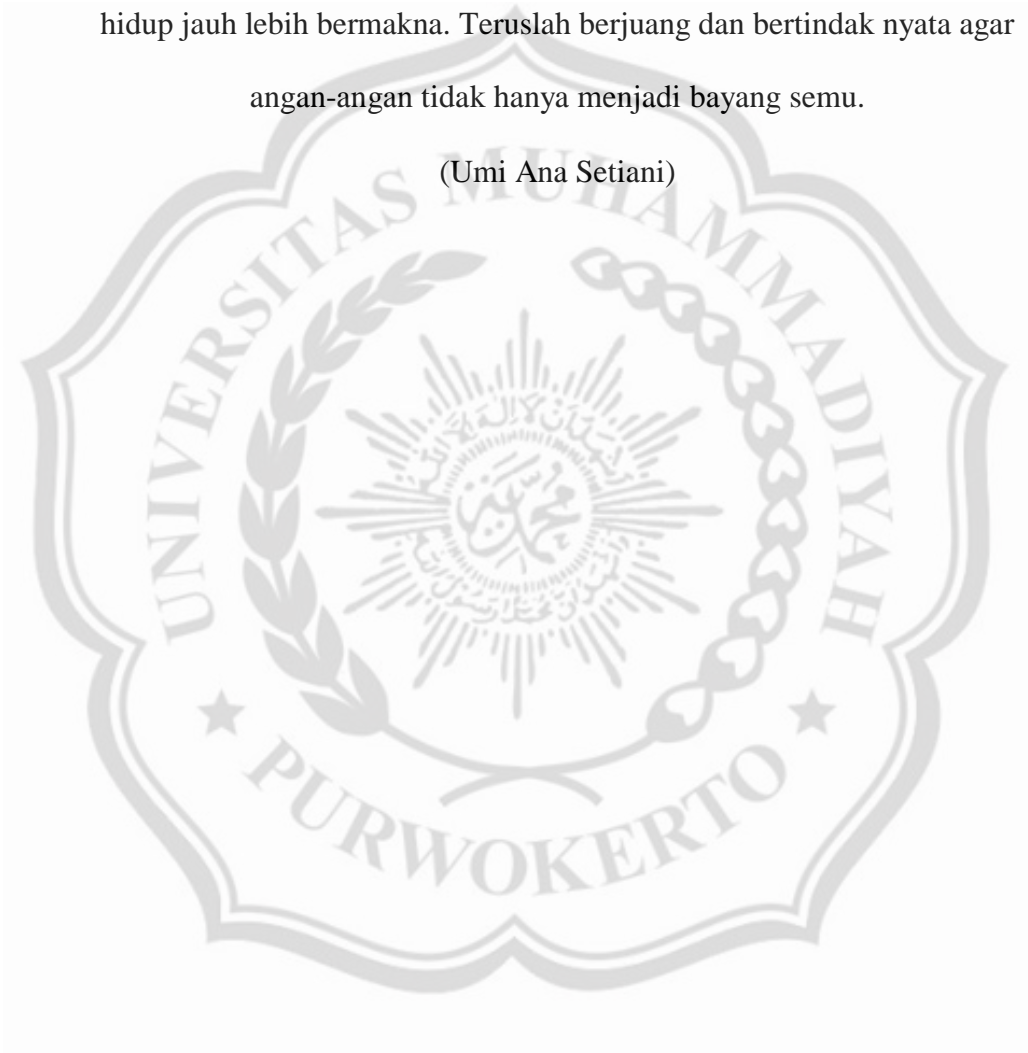 hidup jauh lebih bermakna. Teruslah berjuang dan bertindak nyata agar
angan-angan tidak hanya menjadi bayang semu.
(Umi Ana Setiani)
UNIVERSITAS MUHAMMADIYAH
PURWOKERTO